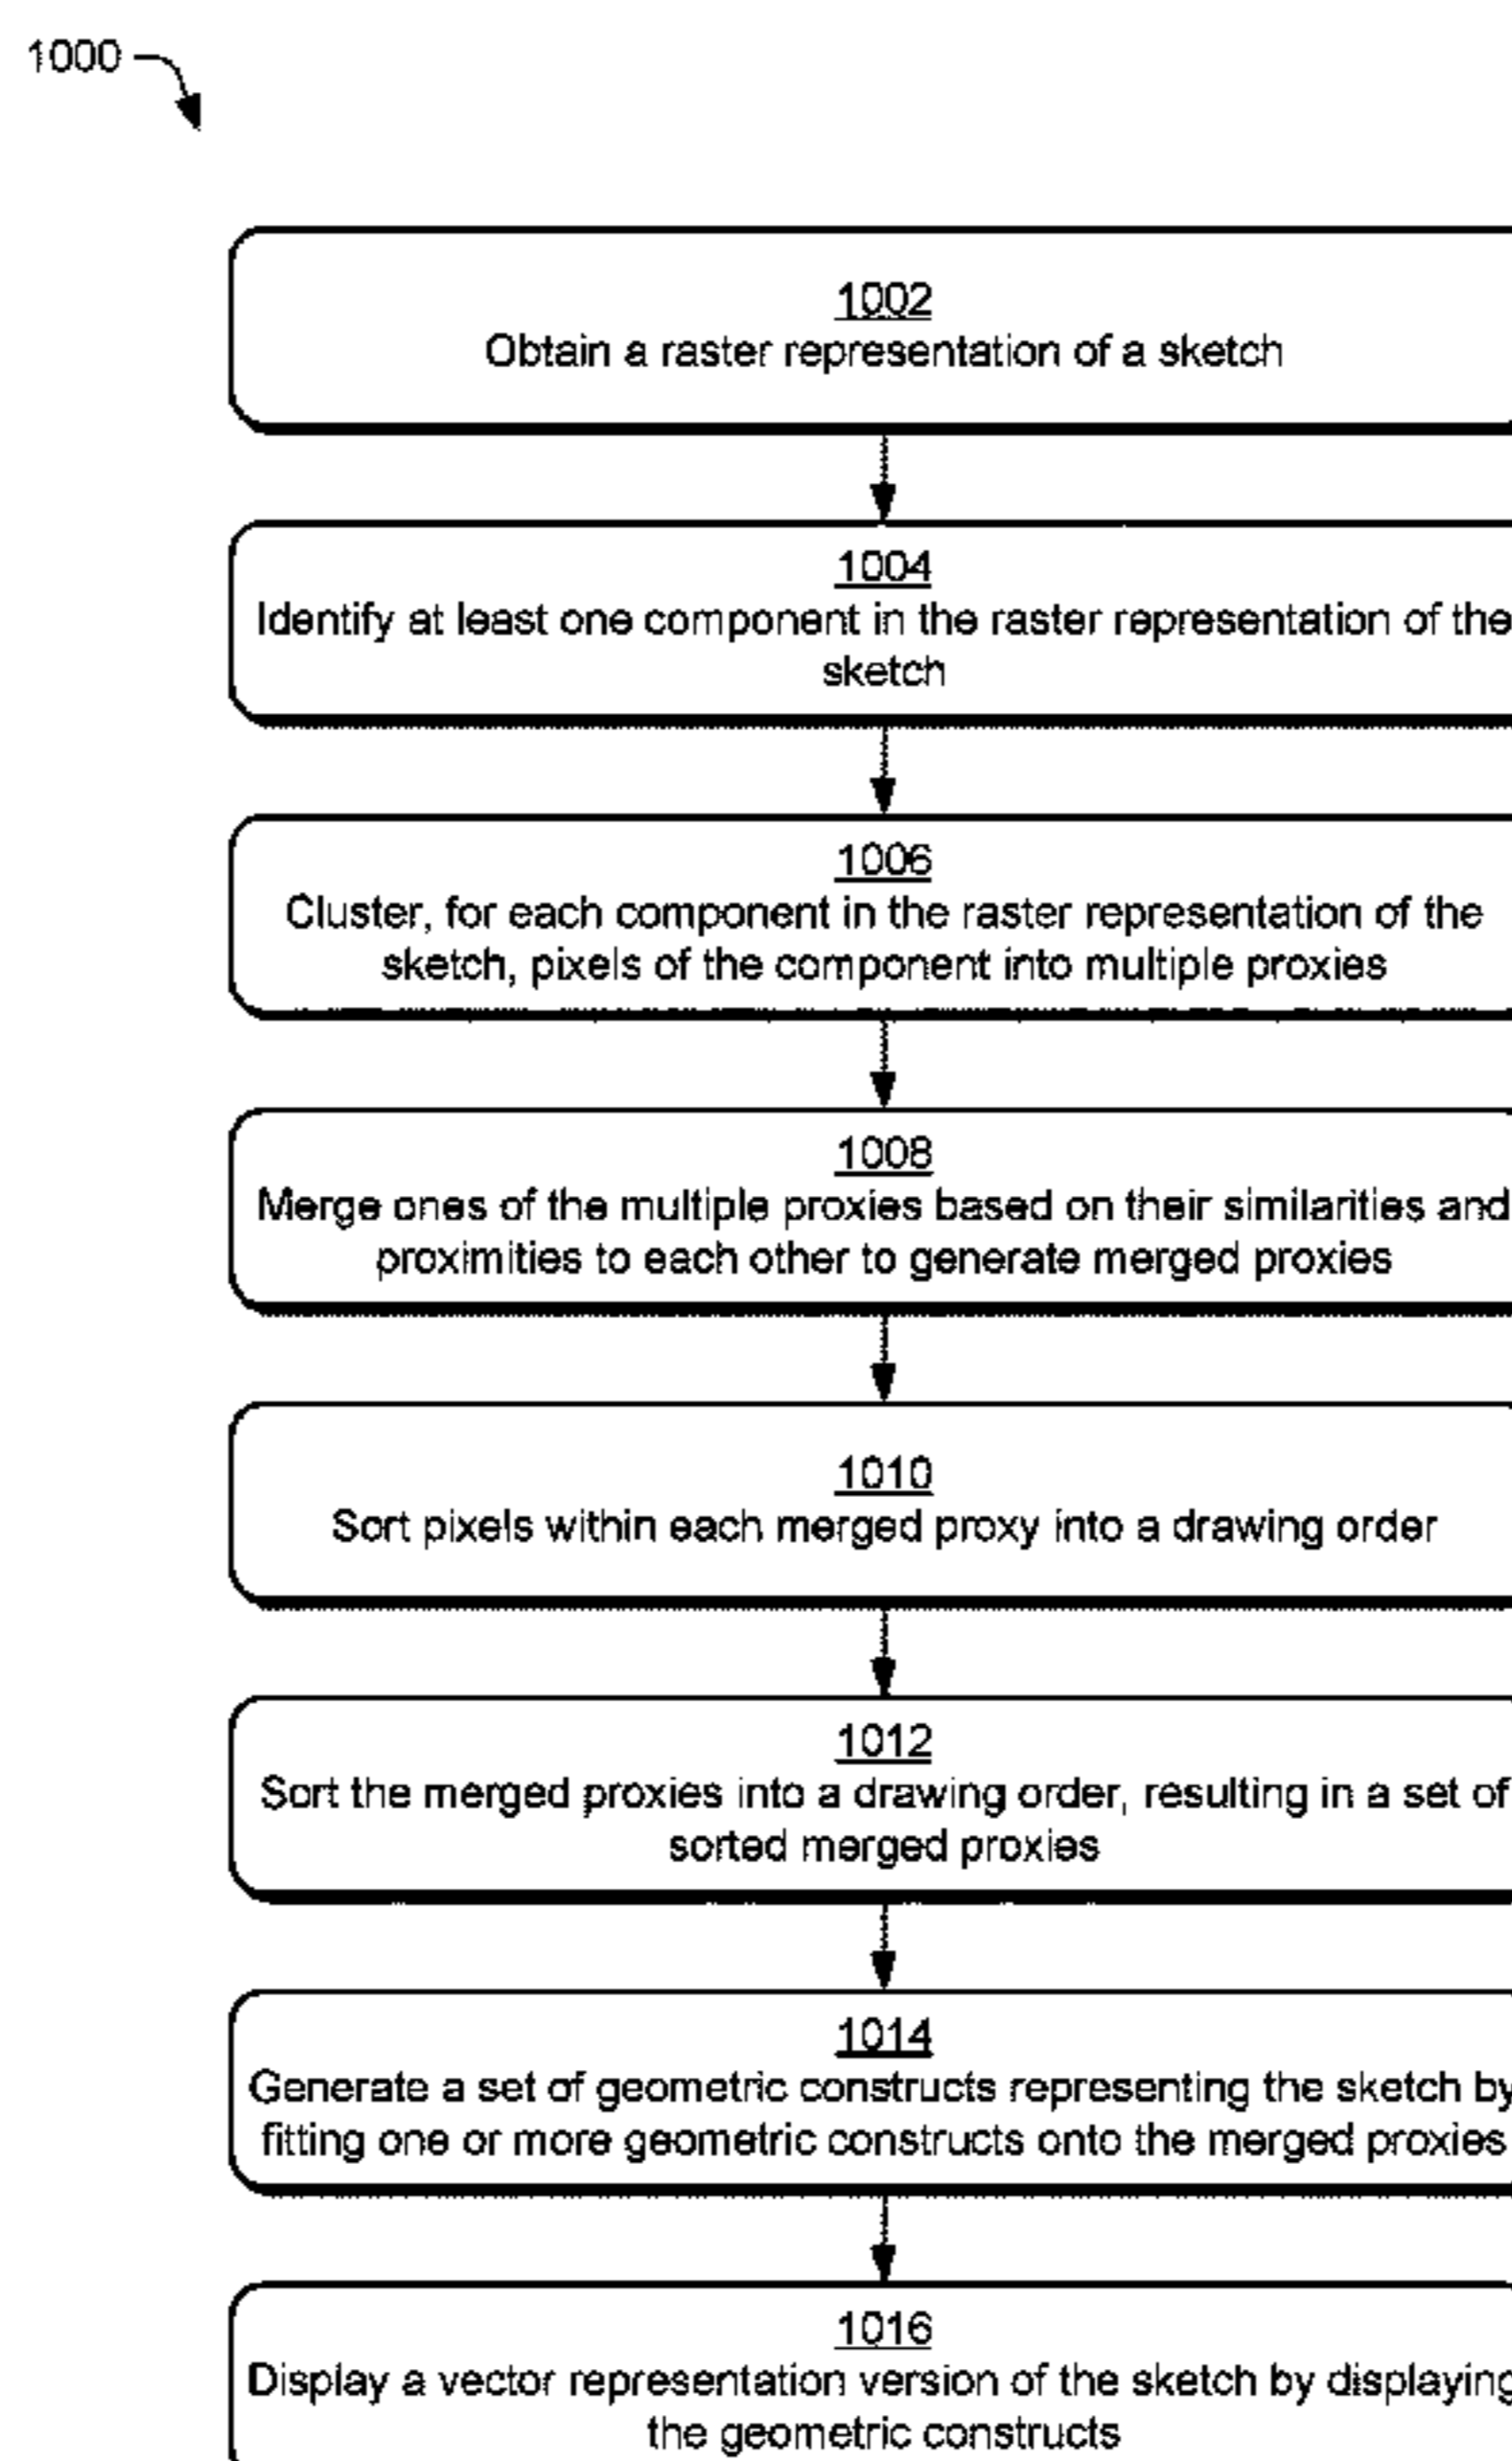 1000
1002
Obtain a raster representation of a sketch
1004
Identify at least one component in the raster representation of the
sketch
1006
Cluster, for each component in the raster representation of the
sketch, pixels of the component into multiple proxies
1008
Merge ones of the multiple proxies based on their similarities and
proximities to each other to generate merged proxies
1010
Sort pixels within each merged proxy into a drawing order
1012
Sort the merged proxies into a drawing order, resulting in a set of
sorted merged proxies
1014
Generate a set of geometric constructs representing the sketch by
fitting one or more geometric constructs onto the merged proxies
1016
Display a vector representation version of the sketch by displaying
the geometric constructs